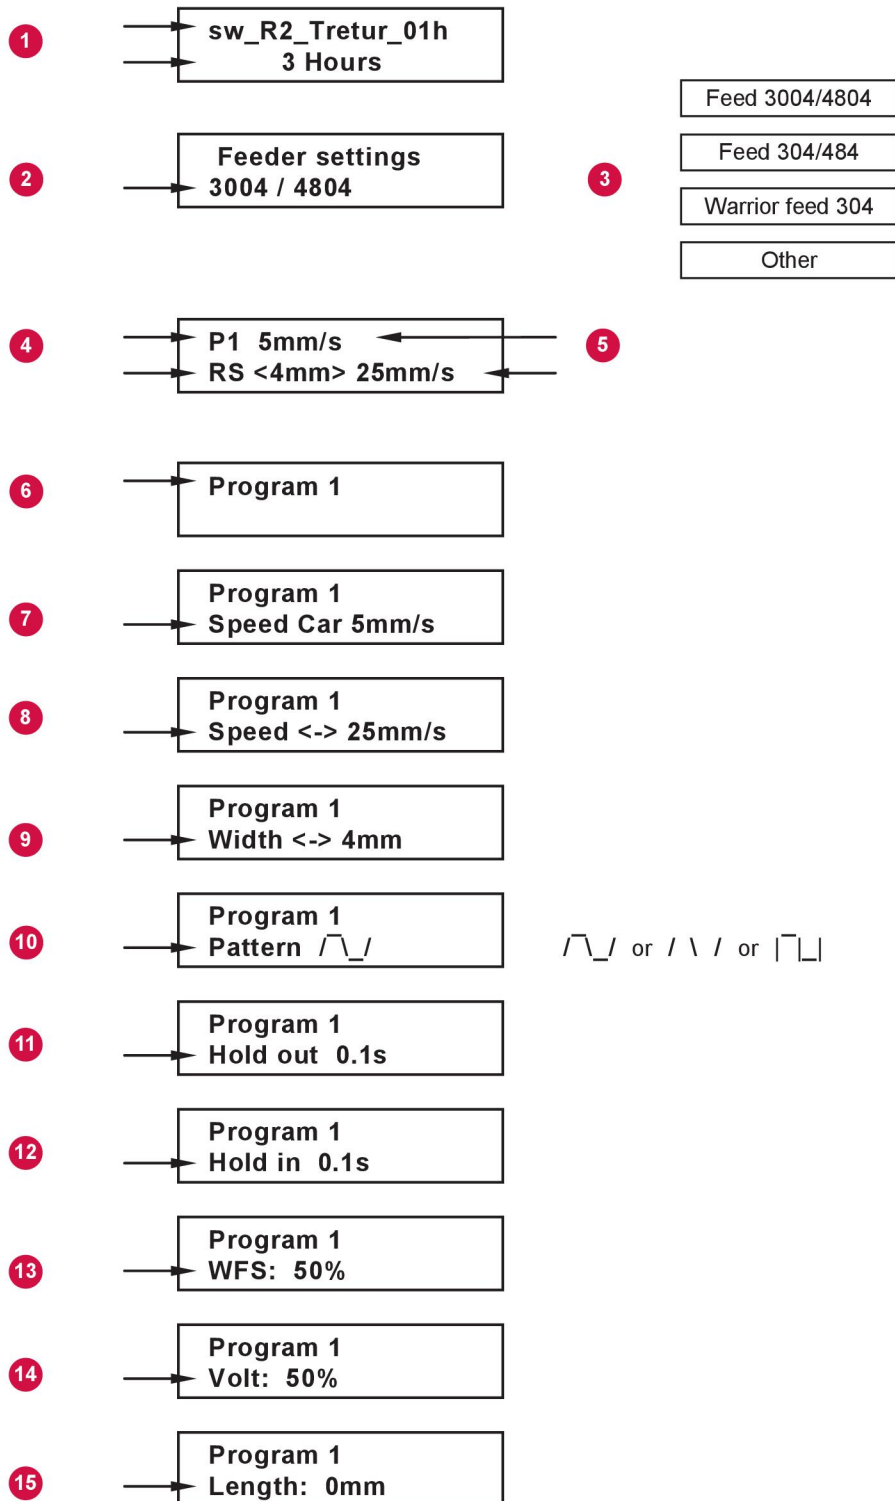 1
sw_R2_Tretur_01h
3 Hours
2
Feeder settings
3004 / 4804
3
Feed 3004/4804
Feed 304/484
Warrior feed 304
Other
4
P1 5mm/s
RS <4mm> 25mm/s
5
6
Program 1
7
Program 1
Speed Car 5mm/s
8
Program 1
Speed <-> 25mm/s
9
Program 1
Width <-> 4mm
10
Program 1
Pattern /‾\_/
/‾\_/ or / \ / or |‾|_|
11
Program 1
Hold out 0.1s
12
Program 1
Hold in 0.1s
13
Program 1
WFS: 50%
14
Program 1
Volt: 50%
15
Program 1
Length: 0mm